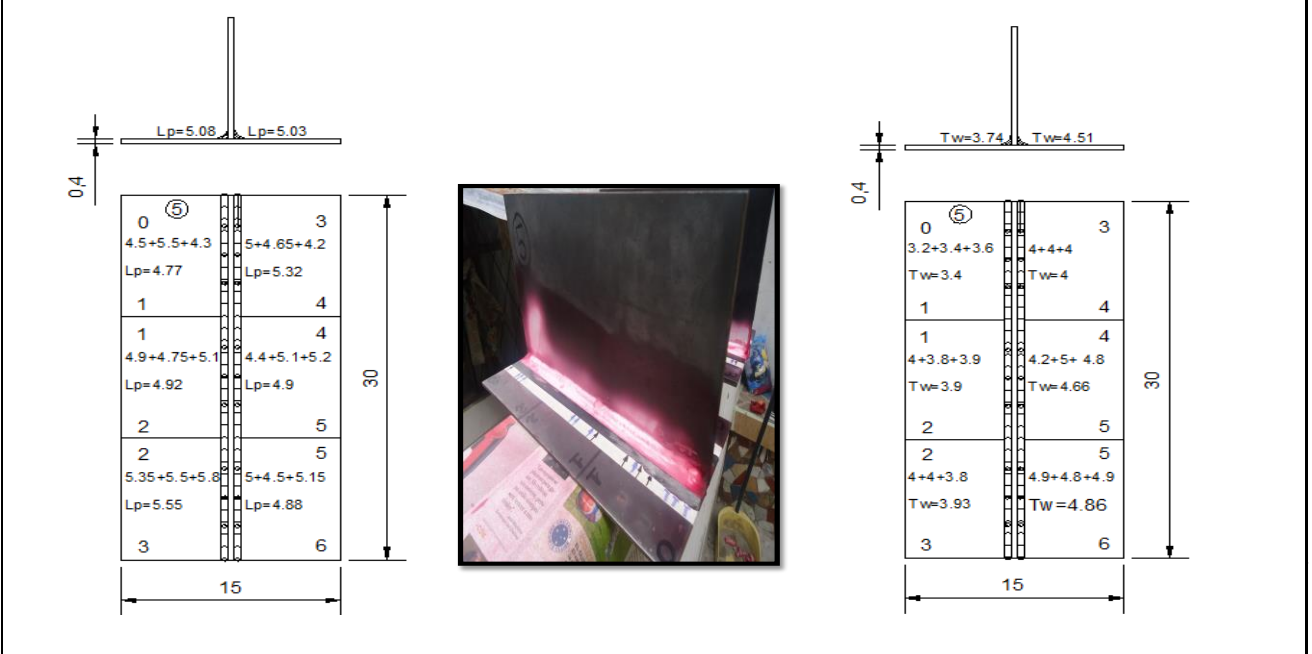 Lp=5.08 Lp=5.03
0,4
5
0 3
4.5+5.5+4.3 5+4.65+4.2
Lp=4.77 Lp=5.32
1 4
1 4
4.9+4.75+5.1 4.4+5.1+5.2
Lp=4.92 Lp=4.9
2 5
2 5
5.35+5.5+5.8 5+4.5+5.15
Lp=5.55 Lp=4.88
3 6
30
15
Tw=3.74 Tw=4.51
0,4
5
0 3
3.2+3.4+3.6 4+4+4
Tw=3.4 Tw=4
1 4
1 4
4+3.8+3.9 4.2+5+ 4.8
Tw=3.9 Tw=4.66
2 5
2 5
4+4+3.8 4.9+4.8+4.9
Tw=3.93 Tw=4.86
3 6
30
15